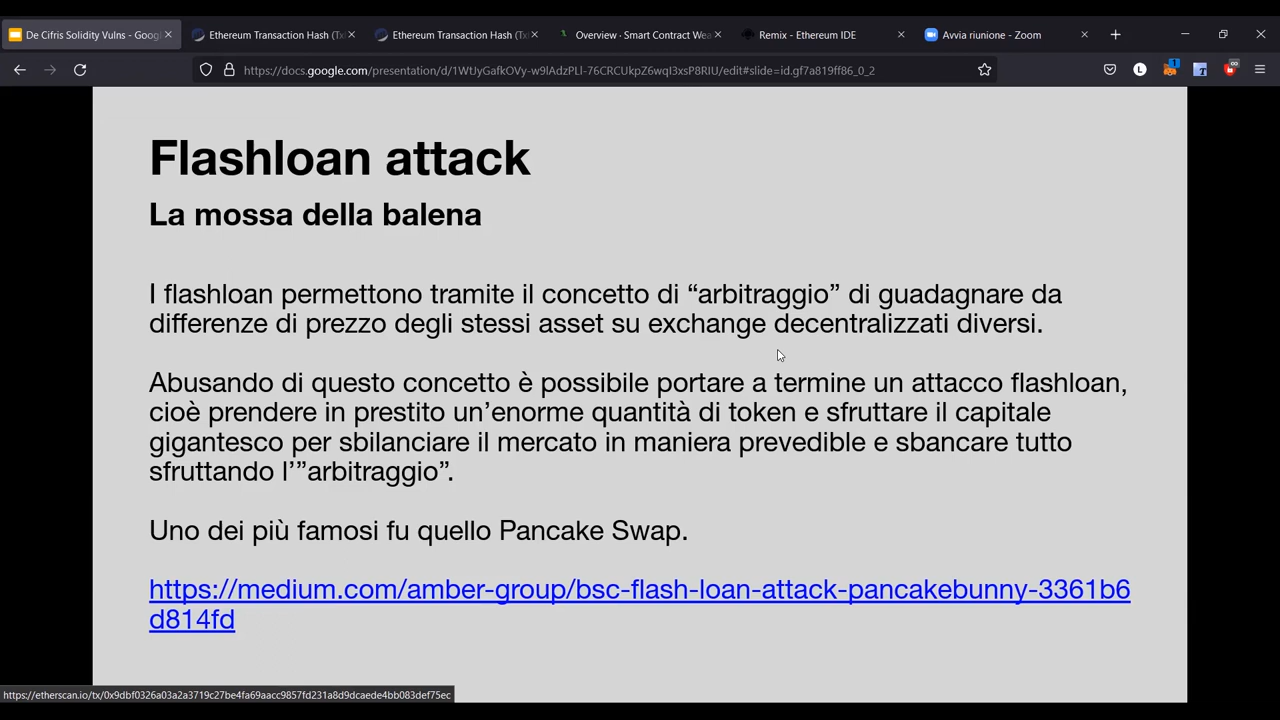 De Cifris Solidity Vulns - Goog
Ethereum Transaction Hash (Tx
Ethereum Transaction Hash (Tx
Overview · Smart Contract Wea
Remix - Ethereum IDE
Avvia riunione - Zoom
https://docs.google.com/presentation/d/1WtJyGafkOVy-w9lAdzPLl-76CRCUkpZ6wqI3xsP8RIU/edit#slide=id.gf7a819ff86_0_2
L
1
Flashloan attack
La mossa della balena
I flashloan permettono tramite il concetto di “arbitraggio” di guadagnare da
differenze di prezzo degli stessi asset su exchange decentralizzati diversi.
Abusando di questo concetto è possibile portare a termine un attacco flashloan,
cioè prendere in prestito un’enorme quantità di token e sfruttare il capitale
gigantesco per sbilanciare il mercato in maniera prevedibile e sbancare tutto
sfruttando l’”arbitraggio”.
Uno dei più famosi fu quello Pancake Swap.
https://medium.com/amber-group/bsc-flash-loan-attack-pancakebunny-3361b6
d814fd
https://etherscan.io/tx/0x9dbf0326a03a2a3719c27be4fa69aacc9857fd231a8d9dcaede4bb083def75ec